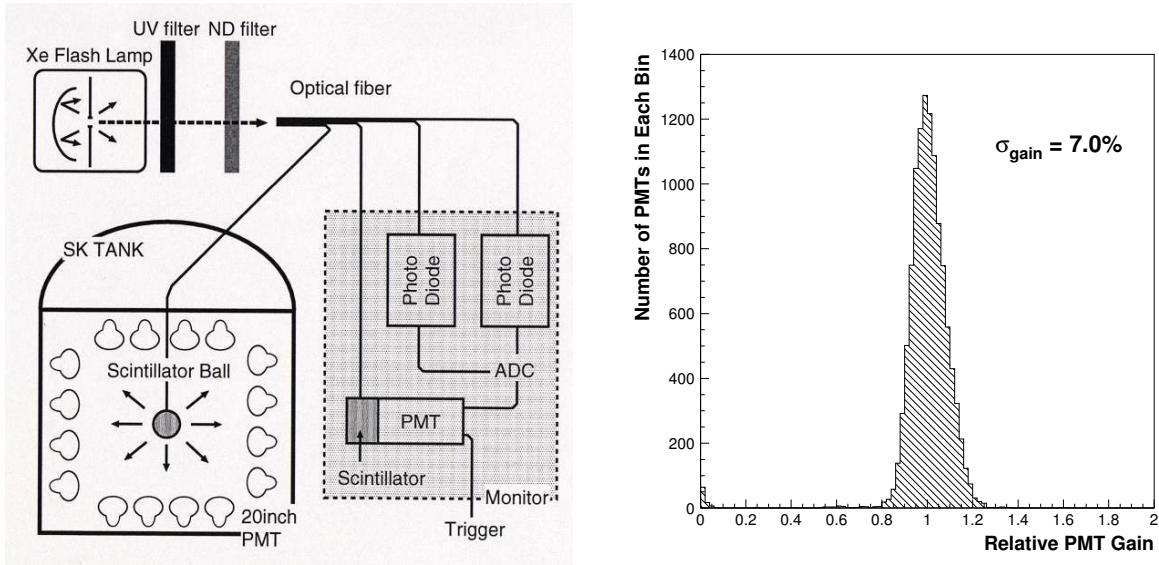 UV filter ND filter
Xe Flash Lamp
Optical fiber
SK TANK
Photo
Diode
Photo
Diode
ADC
Scintillator Ball
PMT
Scintillator
Monitor
20inch
PMT
Trigger
Number of PMTs in Each Bin
1400
1200
1000
800
600
400
200
0
σgain = 7.0%
0 0.2 0.4 0.6 0.8 1 1.2 1.4 1.6 1.8 2
Relative PMT Gain